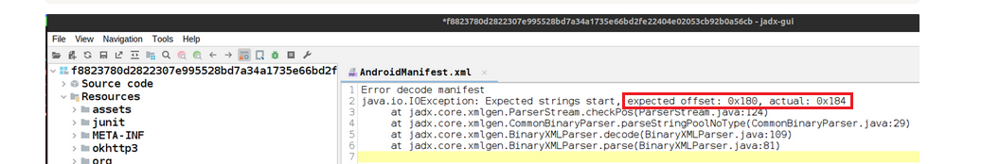 *f8823780d2822307e995528bd7a34a1735e66bd2fe22404e02053cb92b0a56cb - jadx-gui
File View Navigation Tools Help
f8823780d2822307e995528bd7a34a1735e66bd2f
AndroidManifest.xml
Source code
Resources
assets
junit
META-INF
okhttp3
org
1 Error decode manifest
2 java.io.IOException: Expected strings start, expected offset: 0x180, actual: 0x184
3 at jadx.core.xmlgen.ParserStream.checkPos(ParserStream.java:124)
4 at jadx.core.xmlgen.CommonBinaryParser.parseStringPoolNoType(CommonBinaryParser.java:29)
5 at jadx.core.xmlgen.BinaryXMLParser.decode(BinaryXMLParser.java:109)
6 at jadx.core.xmlgen.BinaryXMLParser.parse(BinaryXMLParser.java:81)
7